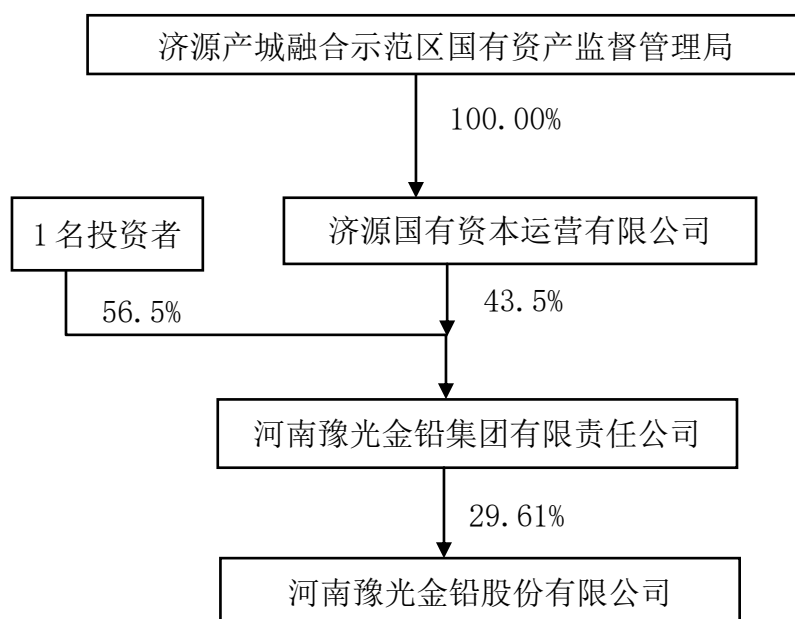 济源产城融合示范区国有资产监督管理局
100.00%
1名投资者
济源国有资本运营有限公司
56.5%
43.5%
河南豫光金铅集团有限责任公司
29.61%
河南豫光金铅股份有限公司